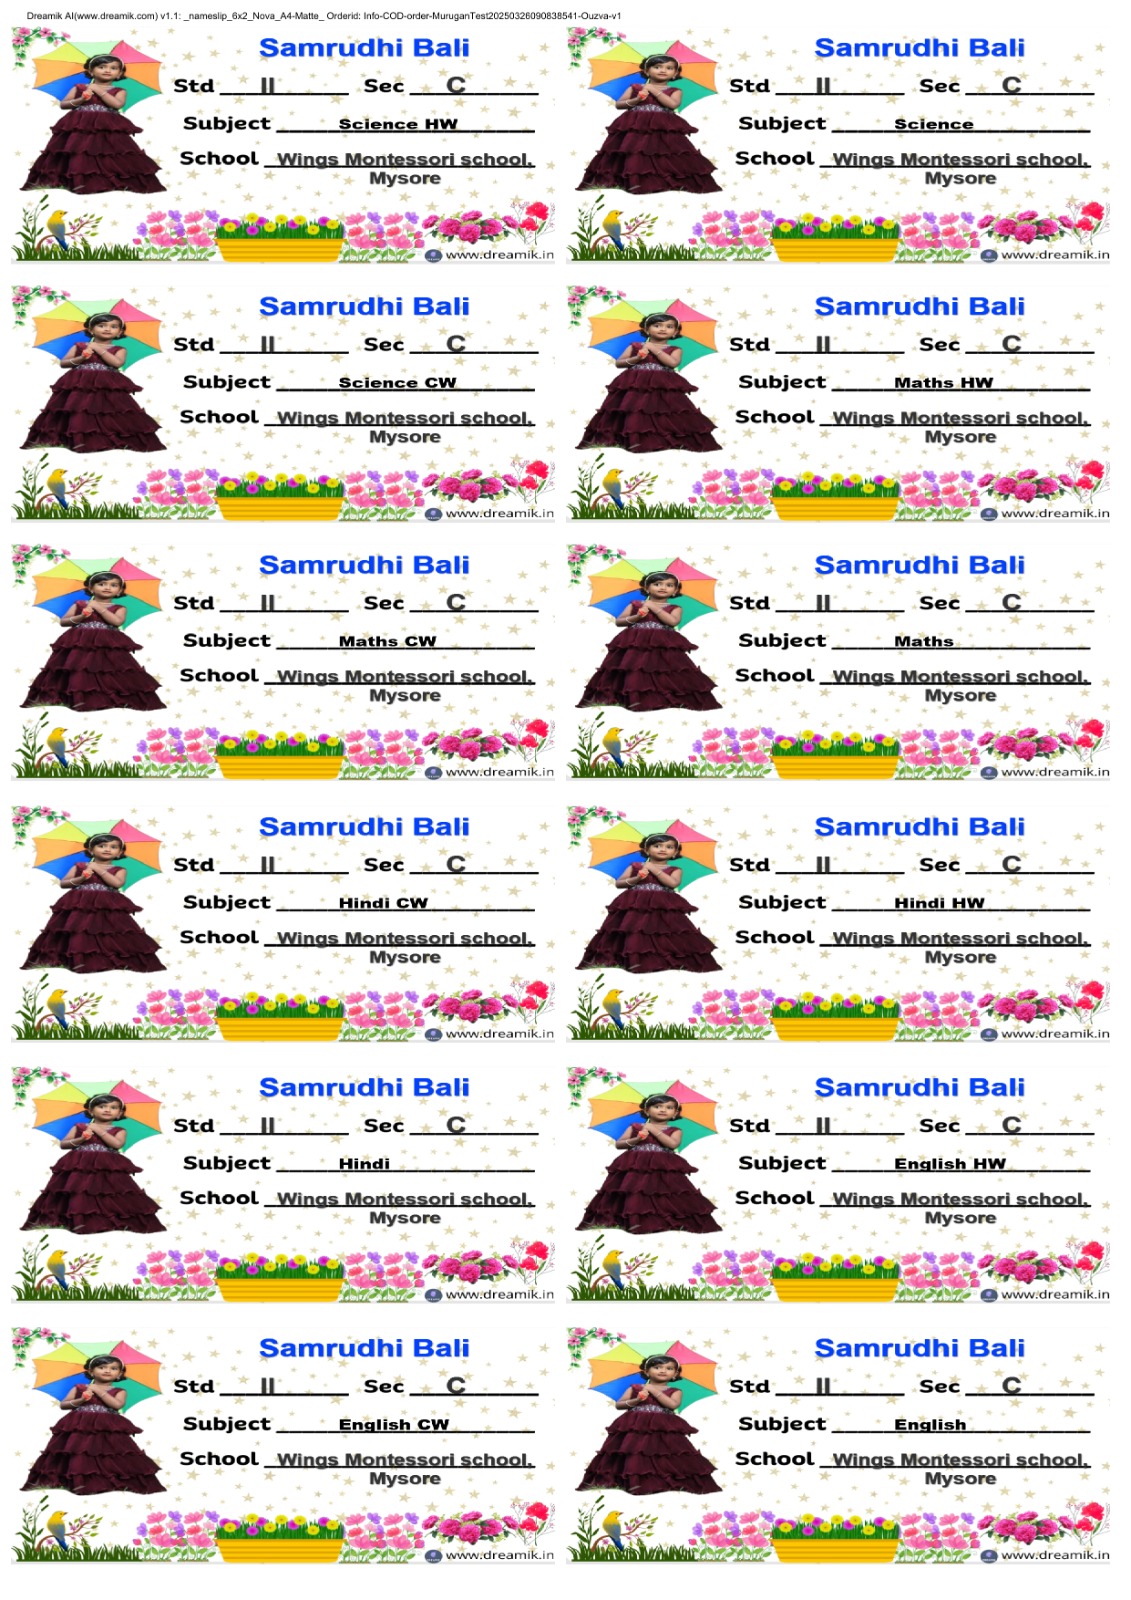 Dreamik AI(www.dreamik.com) v1.1: _nameslip_6x2_Nova_A4-Matte_ Orderid: Info-COD-order-MuruganTest20250326090838541-Ouzva-v1
Samrudhi Bali
Std II Sec C
Subject Science HW
School Wings Montessori school,
Mysore
www.dreamik.in
Samrudhi Bali
Std II Sec C
Subject Science
School Wings Montessori school,
Mysore
www.dreamik.in
Samrudhi Bali
Std II Sec C
Subject Science CW
School Wings Montessori school,
Mysore
www.dreamik.in
Samrudhi Bali
Std II Sec C
Subject Maths HW
School Wings Montessori school,
Mysore
www.dreamik.in
Samrudhi Bali
Std II Sec C
Subject Maths CW
School Wings Montessori school,
Mysore
www.dreamik.in
Samrudhi Bali
Std II Sec C
Subject Maths
School Wings Montessori school,
Mysore
www.dreamik.in
Samrudhi Bali
Std II Sec C
Subject Hindi CW
School Wings Montessori school,
Mysore
www.dreamik.in
Samrudhi Bali
Std II Sec C
Subject Hindi HW
School Wings Montessori school,
Mysore
www.dreamik.in
Samrudhi Bali
Std II Sec C
Subject Hindi
School Wings Montessori school,
Mysore
www.dreamik.in
Samrudhi Bali
Std II Sec C
Subject English HW
School Wings Montessori school,
Mysore
www.dreamik.in
Samrudhi Bali
Std II Sec C
Subject English CW
School Wings Montessori school,
Mysore
www.dreamik.in
Samrudhi Bali
Std II Sec C
Subject English
School Wings Montessori school,
Mysore
www.dreamik.in